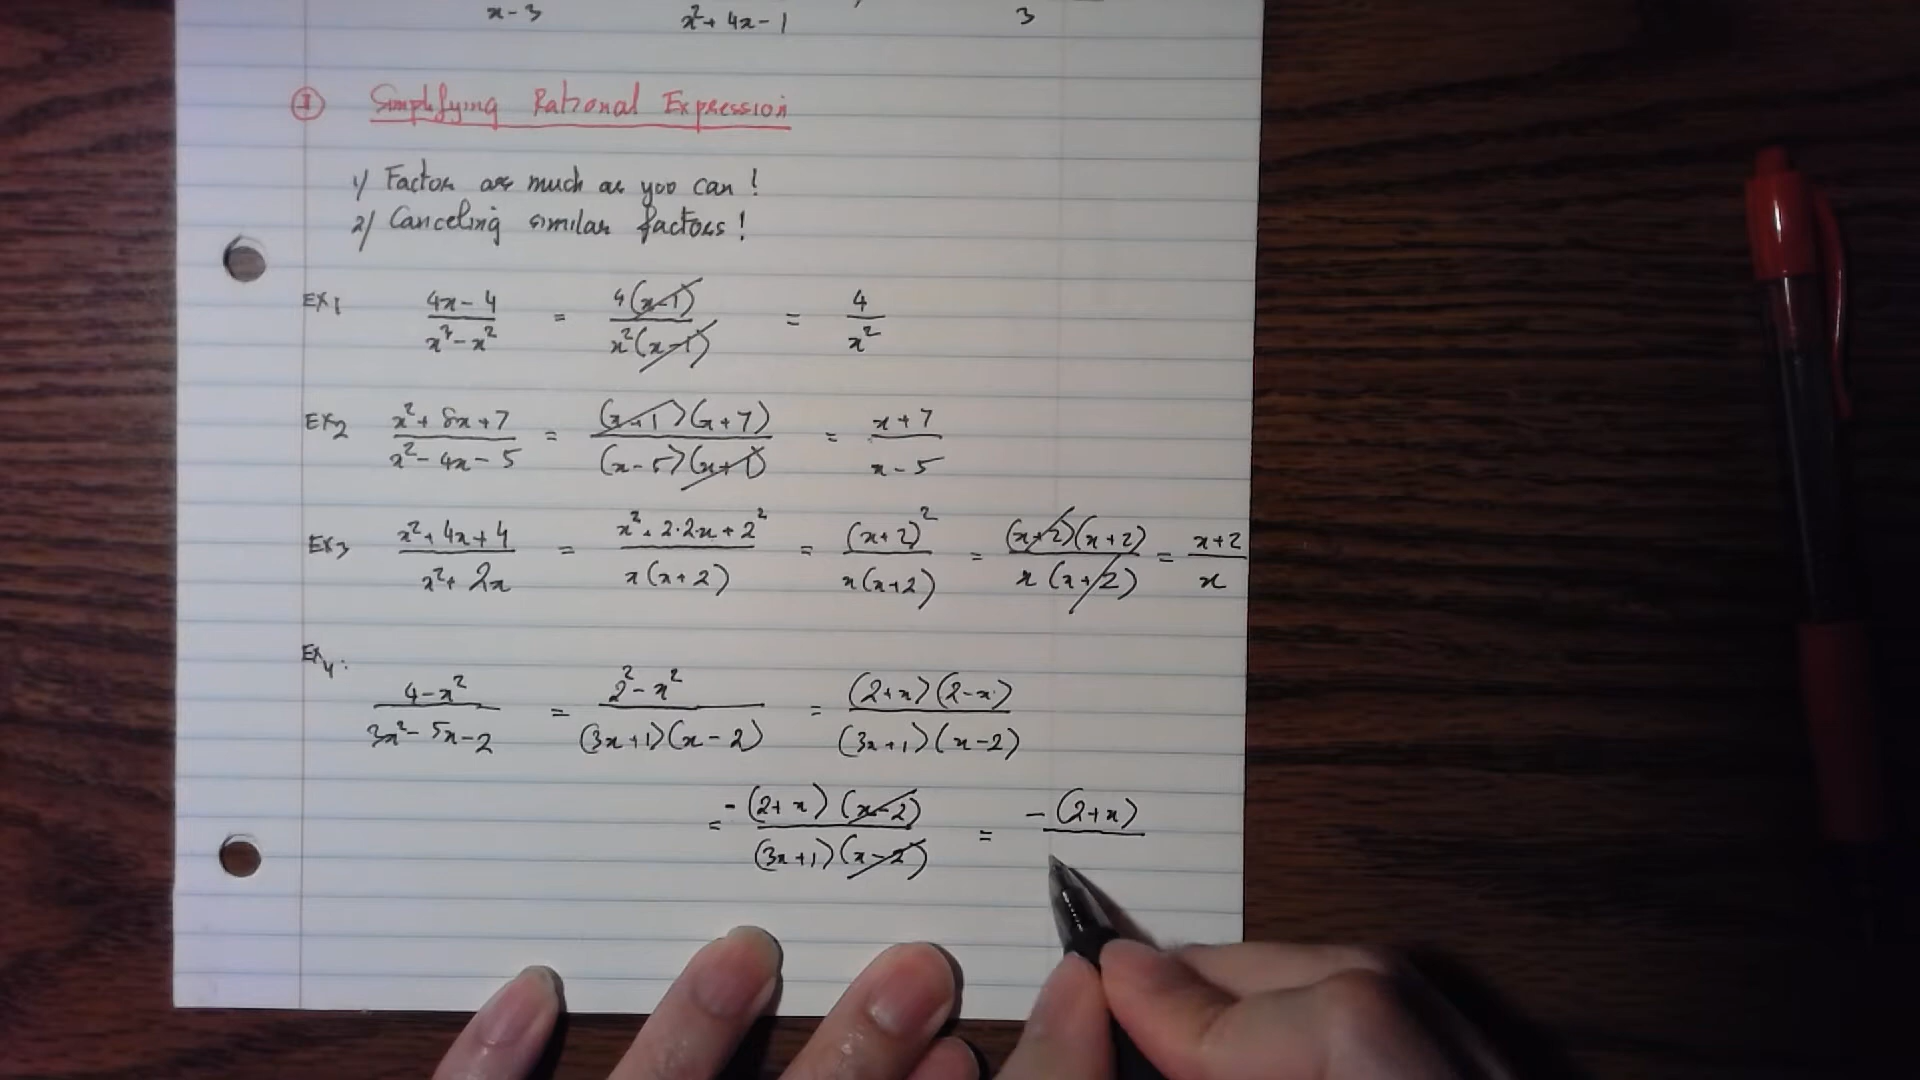 x - 3    x² + 4x - 1    3
I Simplifying Rational Expression
1) Factor as much as you can !
2) Canceling similar factors !
Ex1 (4x - 4)/(x³ - x²) = 4(x-1)/x²(x-1) = 4/x²
Ex2 (x² + 8x + 7)/(x² - 4x - 5) = (x+1)(x+7)/(x-5)(x+1) = (x+7)/(x-5)
Ex3 (x² + 4x + 4)/(x² + 2x) = (x² + 2·2x + 2²)/x(x+2) = (x+2)²/x(x+2) = (x+2)(x+2)/x(x+2) = (x+2)/x
Ex4: (4 - x²)/(3x² - 5x - 2) = (2² - x²)/(3x+1)(x-2) = (2+x)(2-x)/(3x+1)(x-2)
= -(2+x)(x-2)/(3x+1)(x-2) = -(2+x)